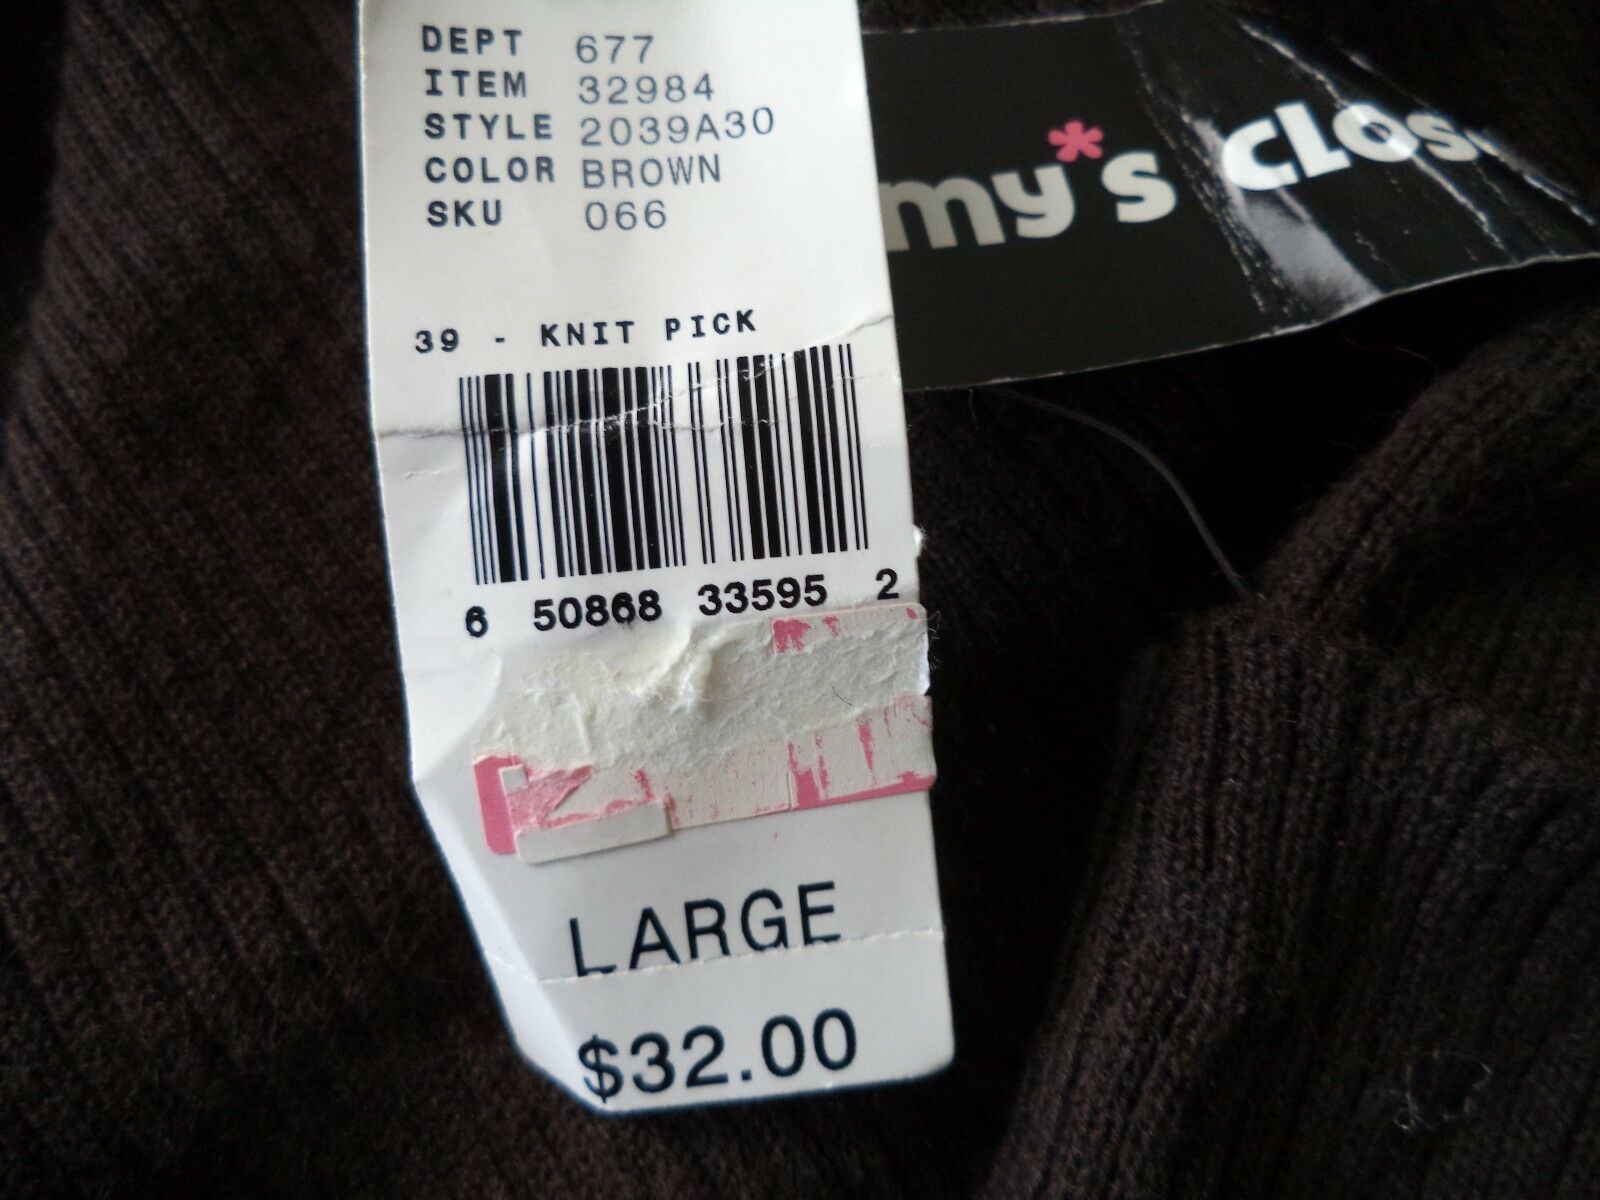 DEPT 677
ITEM 32984
STYLE 2039A30
COLOR BROWN
SKU 066
my's CLOS
39 - KNIT PICK
6 50868 33595 2
LARGE
$32.00